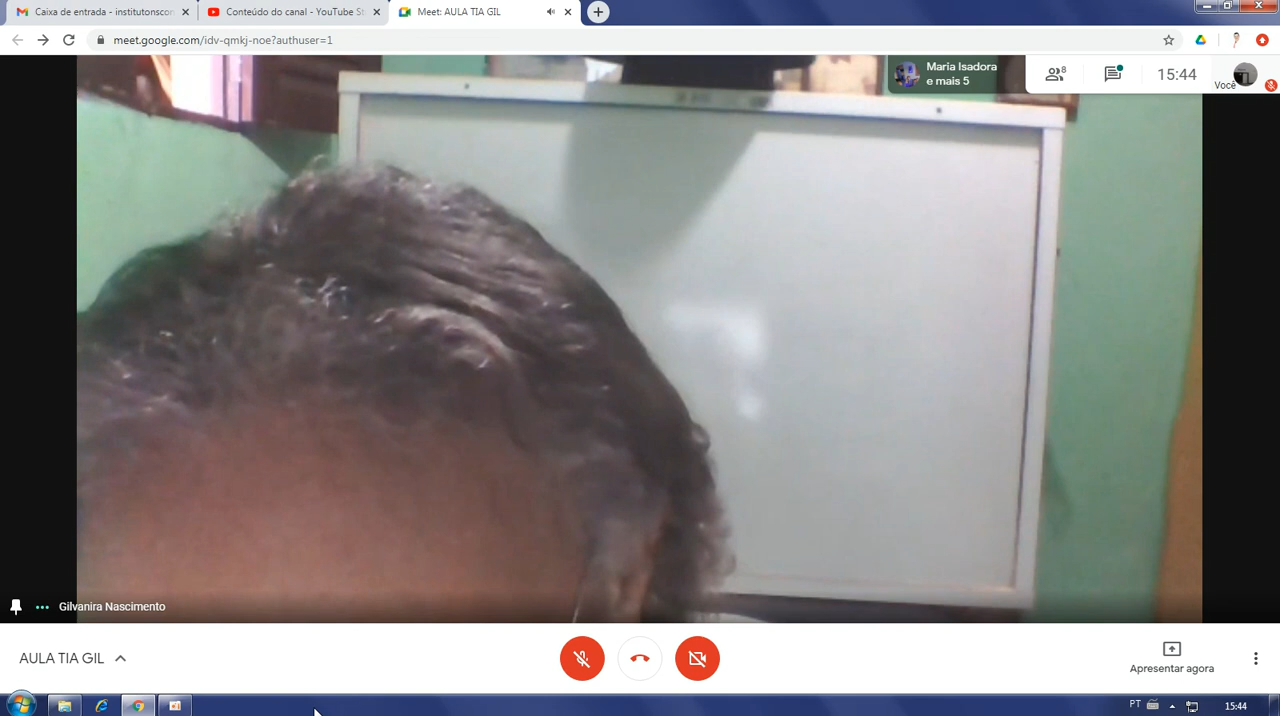 Caixa de entrada - institutonscon
Conteúdo do canal - YouTube St
Meet: AULA TIA GIL
meet.google.com/idv-qmkj-noe?authuser=1
Maria Isadora
e mais 5
8
15:44
Você
Gilvanira Nascimento
AULA TIA GIL
Apresentar agora
PT
15:44